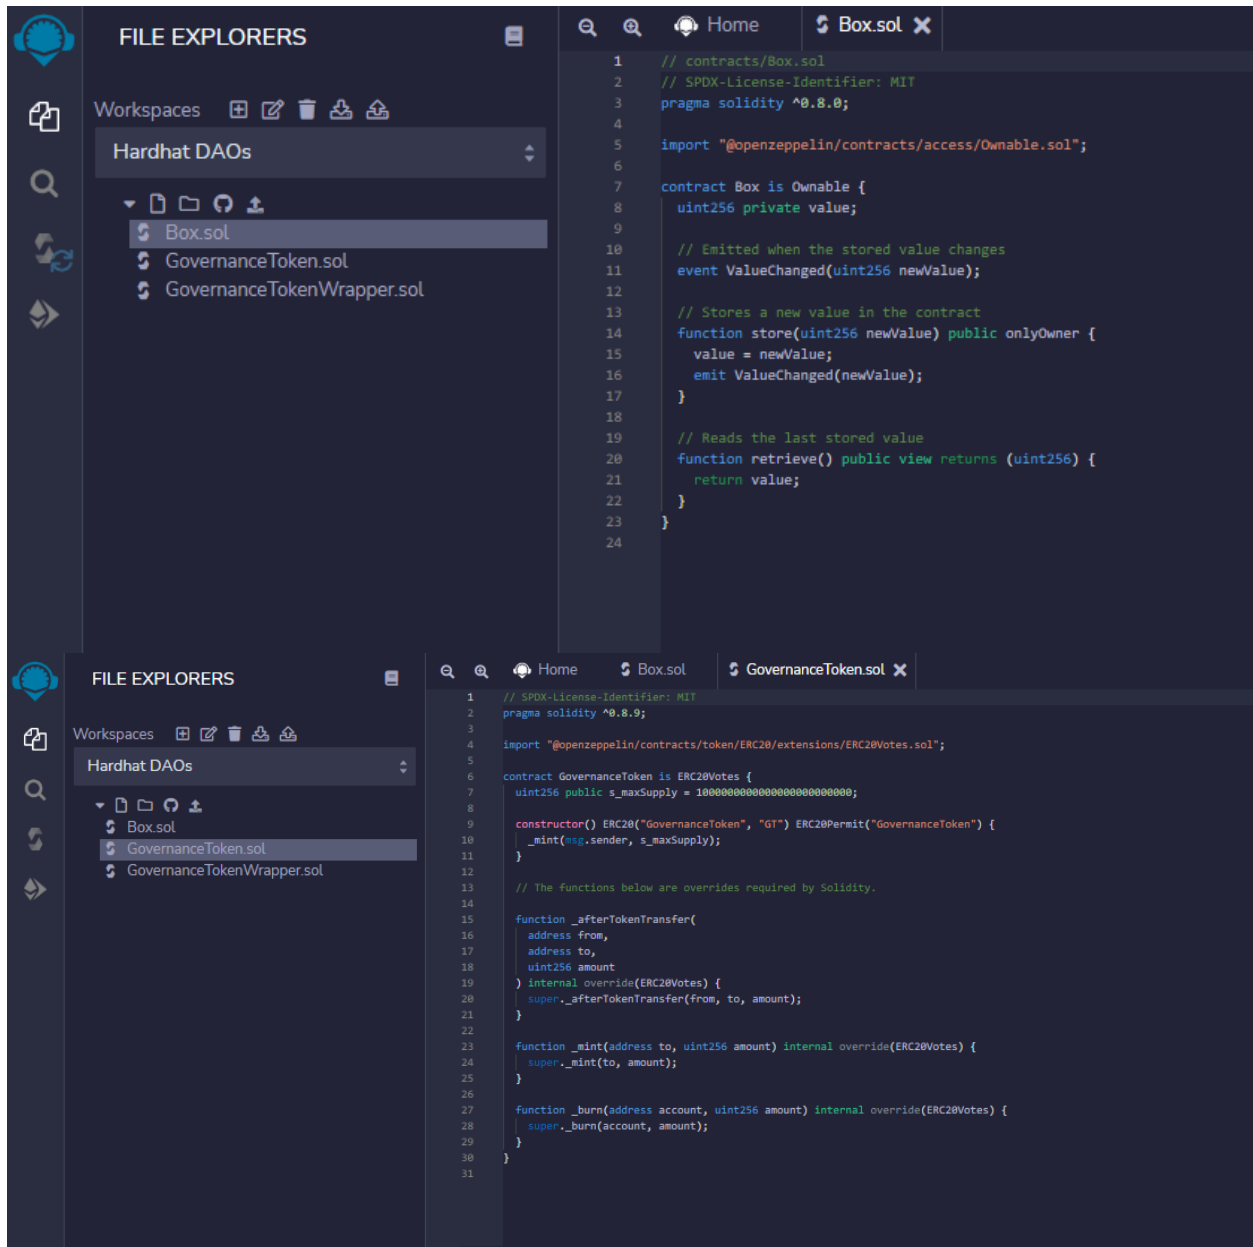 FILE EXPLORERS
Workspaces
Hardhat DAOs
Box.sol
GovernanceToken.sol
GovernanceTokenWrapper.sol
Home
Box.sol
1 // contracts/Box.sol
2 // SPDX-License-Identifier: MIT
3 pragma solidity ^0.8.0;
4
5 import "@openzeppelin/contracts/access/Ownable.sol";
6
7 contract Box is Ownable {
8   uint256 private value;
9
10   // Emitted when the stored value changes
11   event ValueChanged(uint256 newValue);
12
13   // Stores a new value in the contract
14   function store(uint256 newValue) public onlyOwner {
15     value = newValue;
16     emit ValueChanged(newValue);
17   }
18
19   // Reads the last stored value
20   function retrieve() public view returns (uint256) {
21     return value;
22   }
23 }
24
FILE EXPLORERS
Workspaces
Hardhat DAOs
Box.sol
GovernanceToken.sol
GovernanceTokenWrapper.sol
Home
Box.sol
GovernanceToken.sol
1 // SPDX-License-Identifier: MIT
2 pragma solidity ^0.8.9;
3
4 import "@openzeppelin/contracts/token/ERC20/extensions/ERC20Votes.sol";
5
6 contract GovernanceToken is ERC20Votes {
7   uint256 public s_maxSupply = 1000000000000000000000000;
8
9   constructor() ERC20("GovernanceToken", "GT") ERC20Permit("GovernanceToken") {
10     _mint(msg.sender, s_maxSupply);
11   }
12
13   // The functions below are overrides required by Solidity.
14
15   function _afterTokenTransfer(
16     address from,
17     address to,
18     uint256 amount
19   ) internal override(ERC20Votes) {
20     super._afterTokenTransfer(from, to, amount);
21   }
22
23   function _mint(address to, uint256 amount) internal override(ERC20Votes) {
24     super._mint(to, amount);
25   }
26
27   function _burn(address account, uint256 amount) internal override(ERC20Votes) {
28     super._burn(account, amount);
29   }
30 }
31